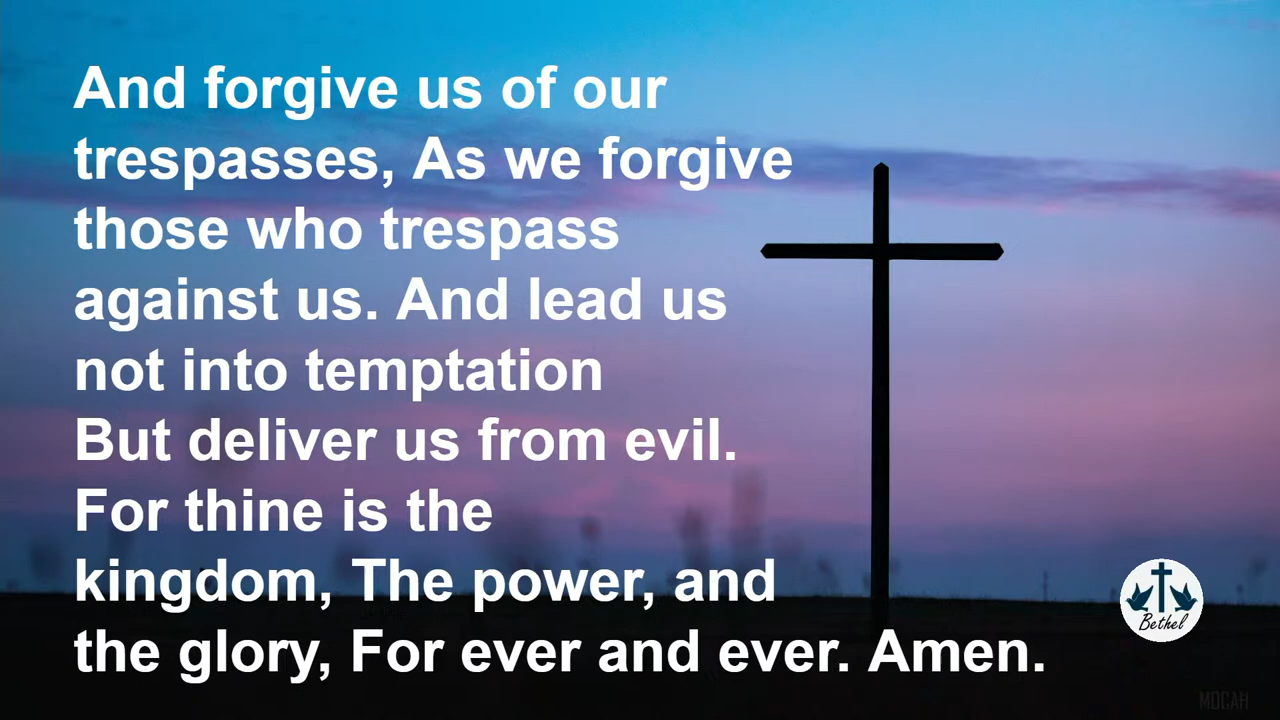 And forgive us of our
trespasses, As we forgive
those who trespass
against us. And lead us
not into temptation
But deliver us from evil.
For thine is the
kingdom, The power, and
the glory, For ever and ever. Amen.
Bethel
MOCAH